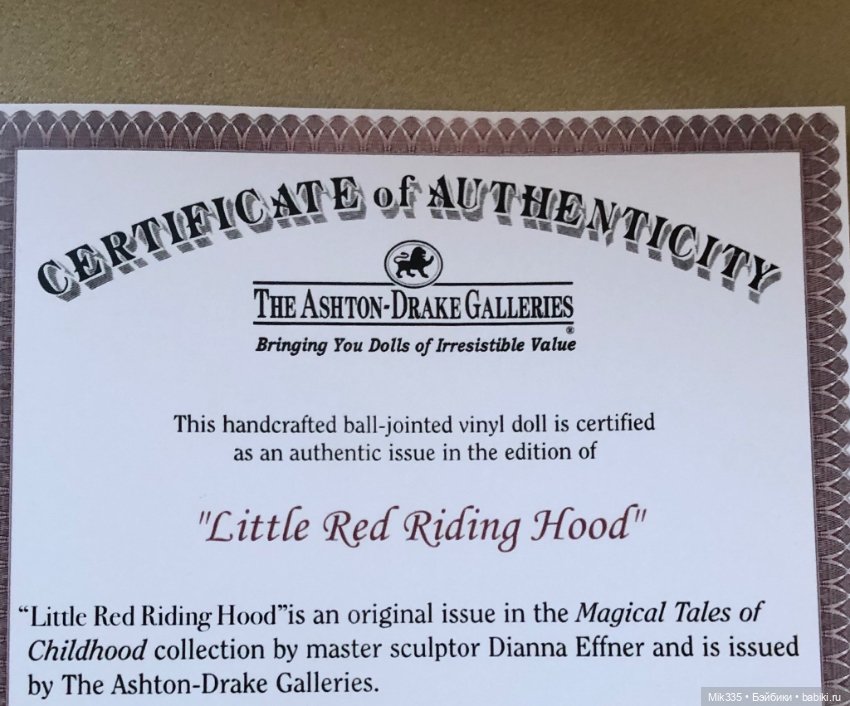 CERTIFICATE of AUTHENTICITY
THE ASHTON-DRAKE GALLERIES
®
Bringing You Dolls of Irresistible Value
This handcrafted ball-jointed vinyl doll is certified
as an authentic issue in the edition of
"Little Red Riding Hood"
“Little Red Riding Hood”is an original issue in the Magical Tales of
Childhood collection by master sculptor Dianna Effner and is issued
by The Ashton-Drake Galleries.
Mik335 • Бэйбики • babiki.ru